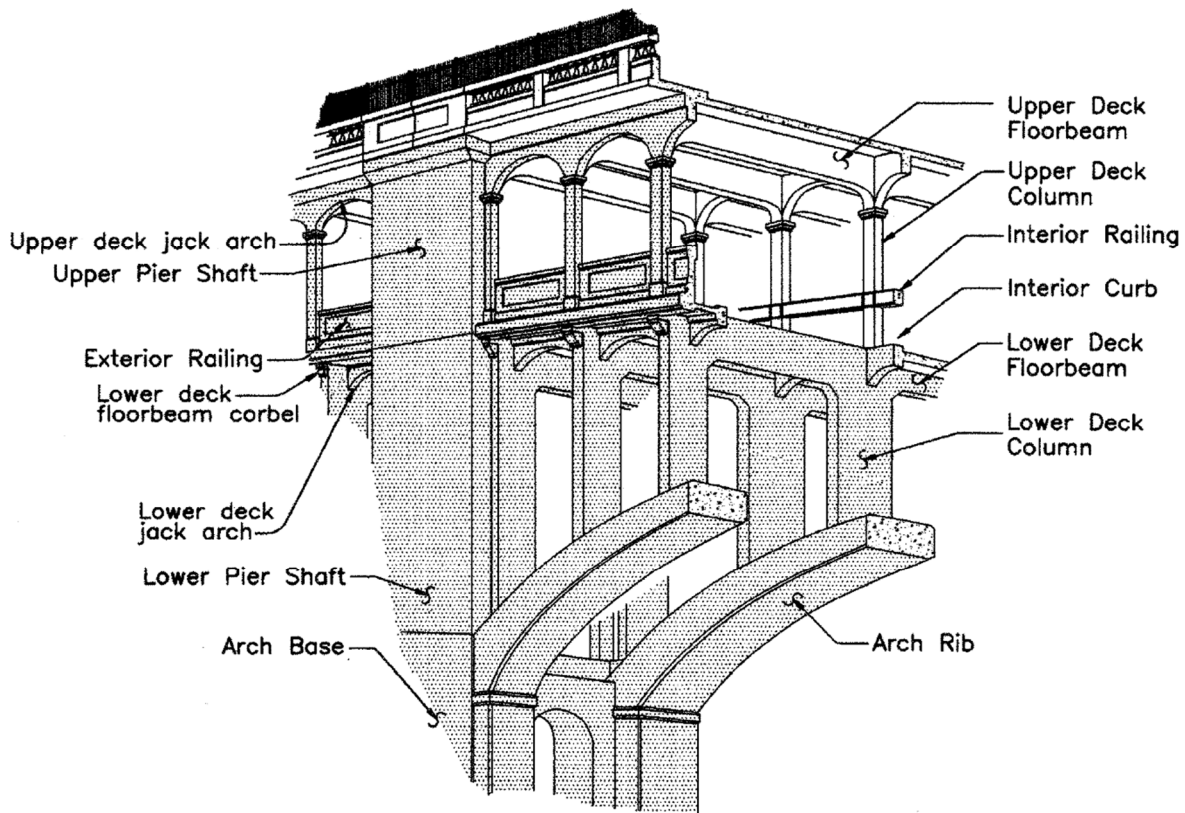 Upper Deck
Floorbeam
Upper Deck
Column
Interior Railing
Interior Curb
Lower Deck
Floorbeam
Lower Deck
Column
Arch Rib
Upper deck jack arch
Upper Pier Shaft
Exterior Railing
Lower deck
floorbeam corbel
Lower deck
jack arch
Lower Pier Shaft
Arch Base